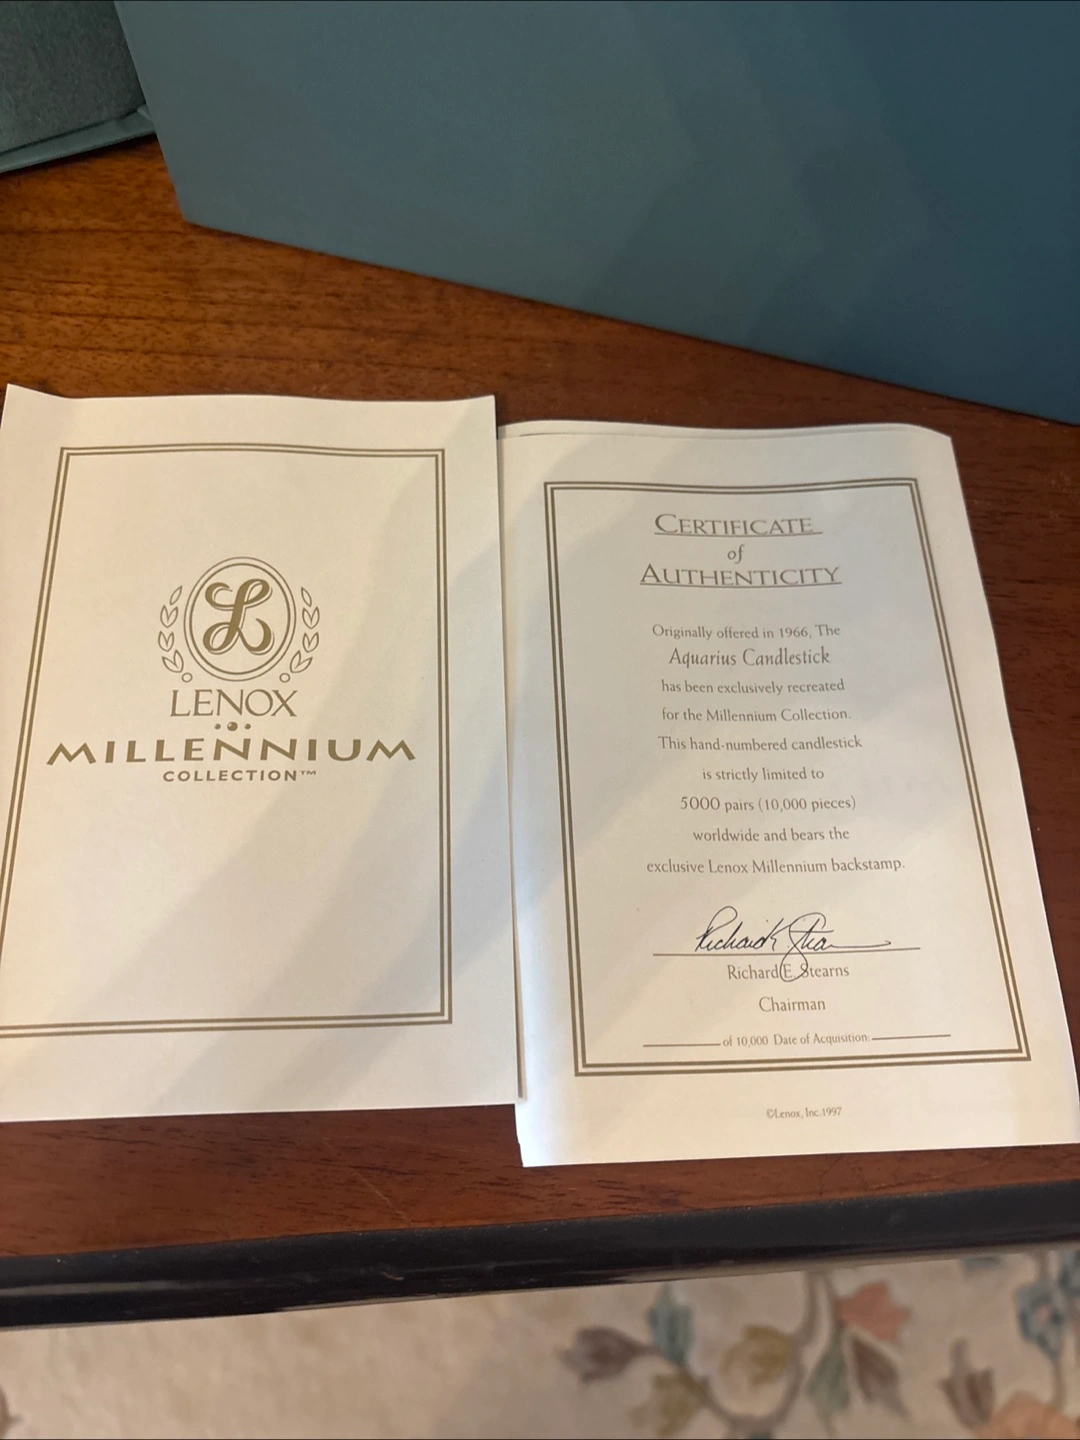 L
LENOX
MILLENNIUM
COLLECTION™
CERTIFICATE
of
AUTHENTICITY
Originally offered in 1966, The
Aquarius Candlestick
has been exclusively recreated
for the Millennium Collection.
This hand-numbered candlestick
is strictly limited to
5000 pairs (10,000 pieces)
worldwide and bears the
exclusive Lenox Millennium backstamp.
Richard E. Stearns
Chairman
of 10,000 Date of Acquisition:
©Lenox, Inc. 1997